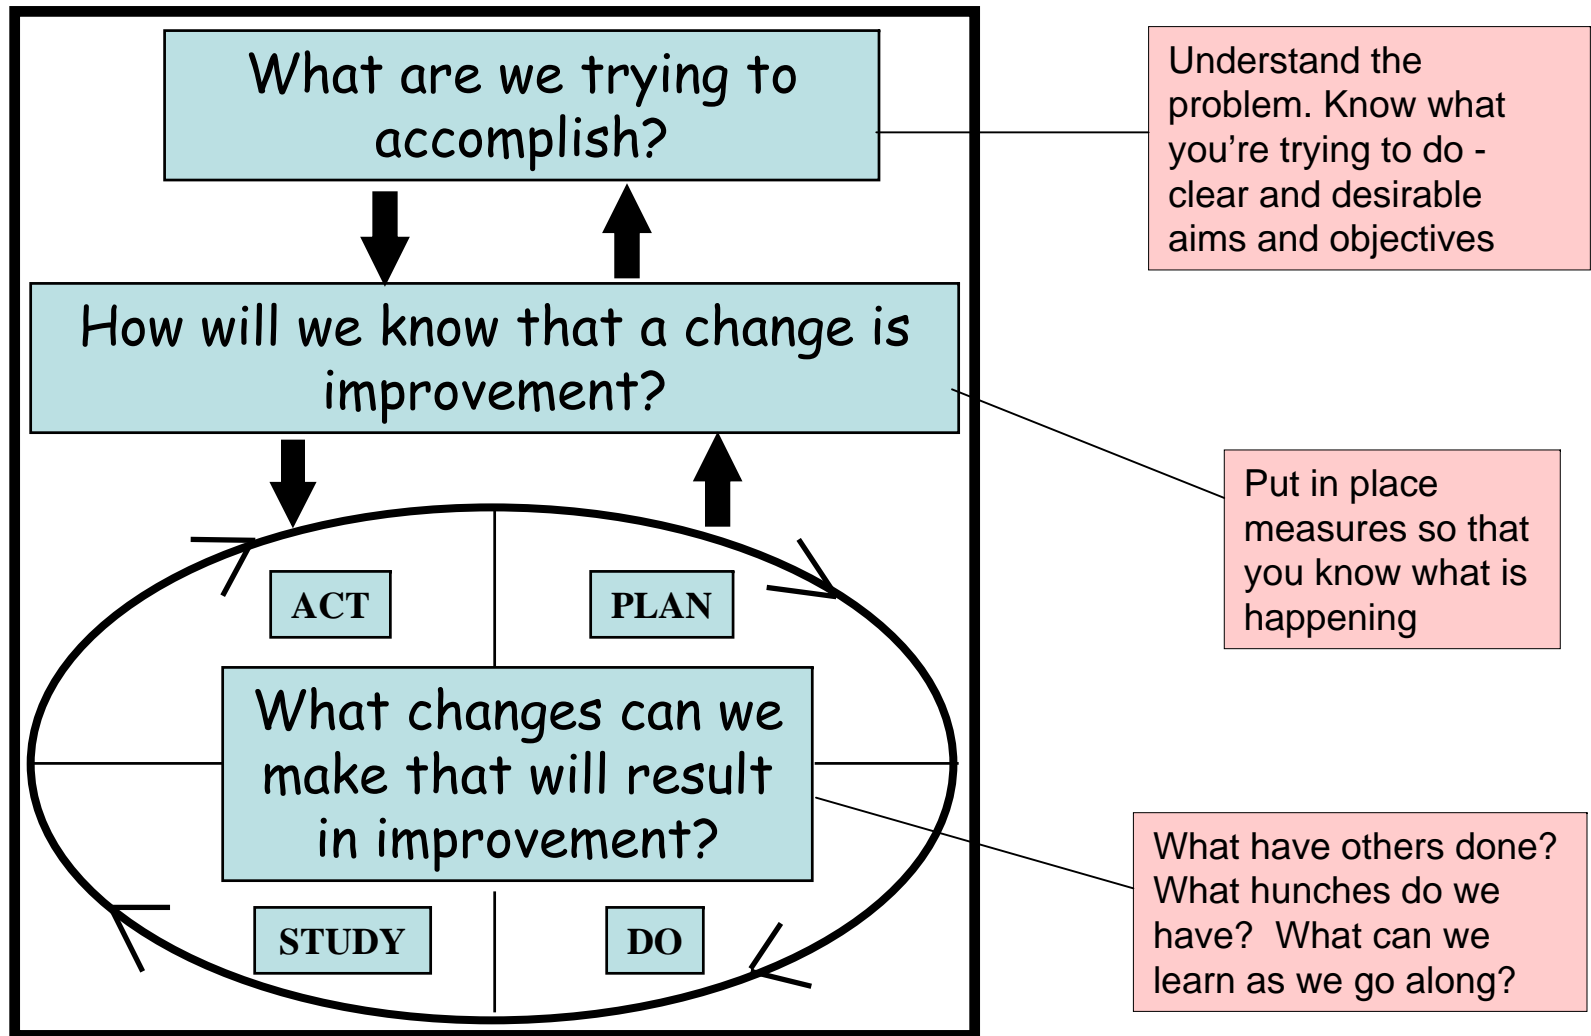 What are we trying to
accomplish?
Understand the
problem. Know what
you're trying to do -
clear and desirable
aims and objectives
How will we know that a change is
improvement?
Put in place
measures so that
you know what is
happening
ACT
PLAN
What changes can we
make that will result
in improvement?
STUDY
DO
What have others done?
What hunches do we
have?  What can we
learn as we go along?